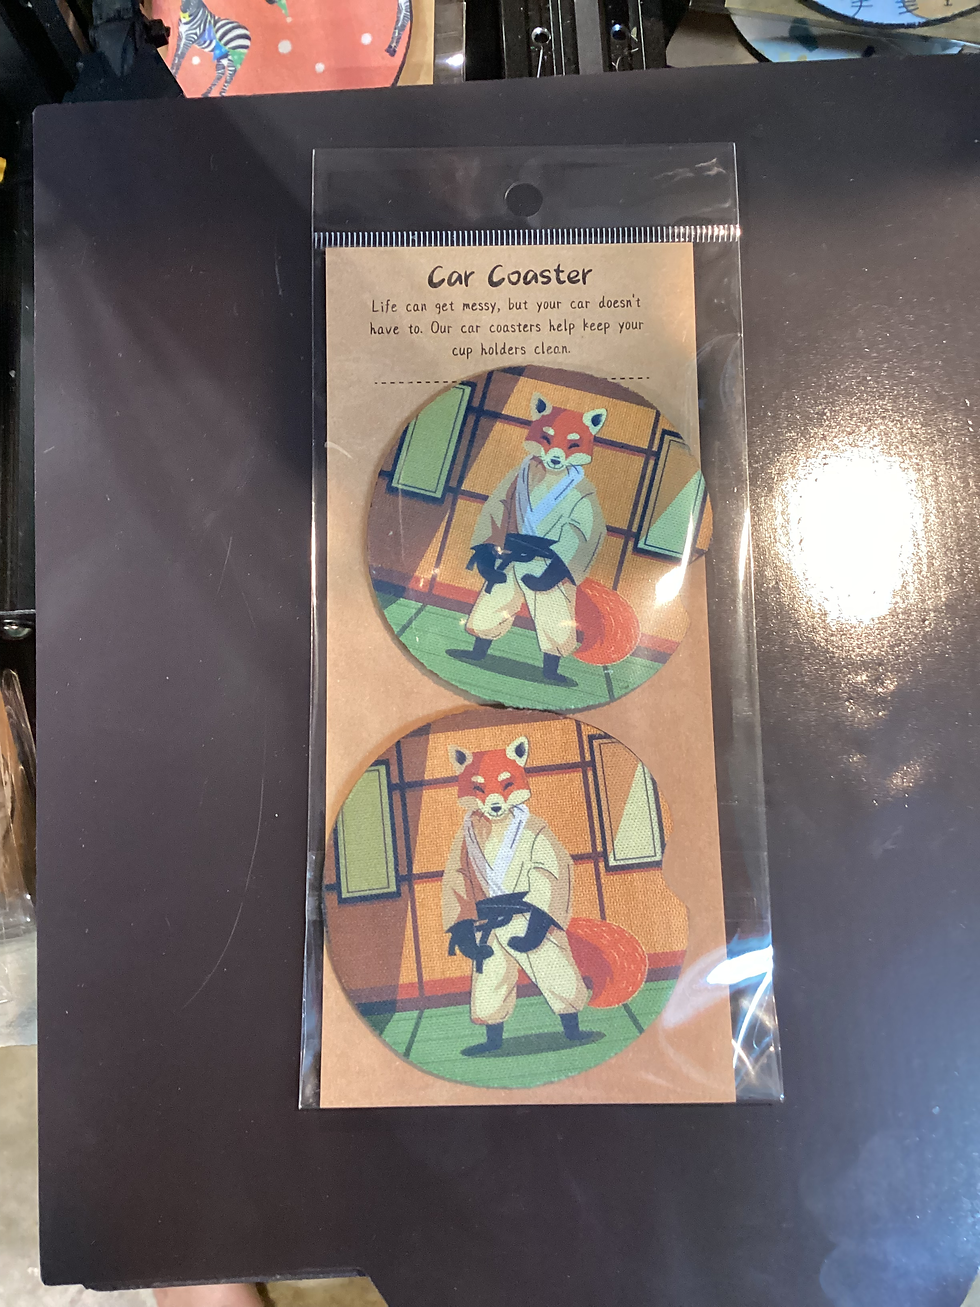 Car Coaster
Life can get messy, but your car doesn't
have to. Our car coasters help keep your
cup holders clean.